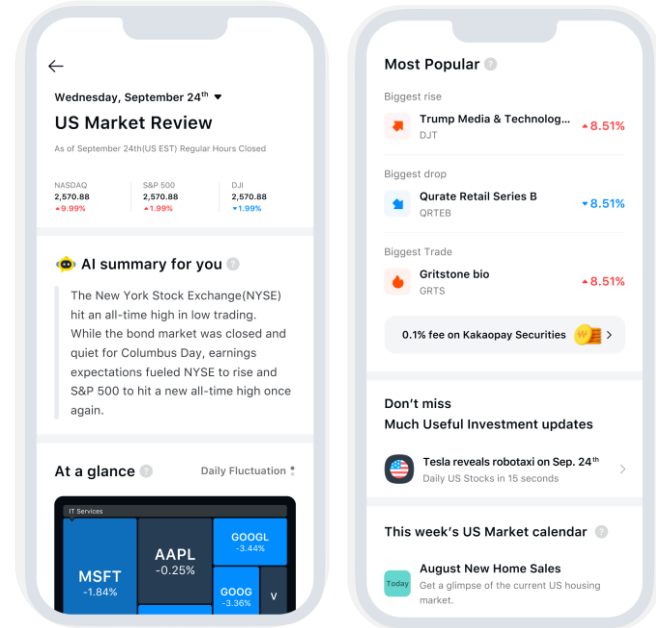 Wednesday, September 24th ▼
US Market Review
As of September 24th(US EST) Regular Hours Closed
NASDAQ S&P 500 DJI
2,570.88 2,570.88 2,570.88
▲9.99% ▲1.99% ▼1.99%
AI summary for you ?
The New York Stock Exchange(NYSE)
hit an all-time high in low trading.
While the bond market was closed and
quiet for Columbus Day, earnings
expectations fueled NYSE to rise and
S&P 500 to hit a new all-time high once
again.
At a glance ? Daily Fluctuation
IT Services
MSFT
-1.84%
AAPL
-0.25%
GOOGL
-3.44%
GOOG
-3.36%
V
Most Popular ?
Biggest rise
Trump Media & Technolog... ▲8.51%
DJT
Biggest drop
Qurate Retail Series B ▼8.51%
QRTEB
Biggest Trade
Gritstone bio ▲8.51%
GRTS
0.1% fee on Kakaopay Securities >
Don't miss
Much Useful Investment updates
Tesla reveals robotaxi on Sep. 24th
Daily US Stocks in 15 seconds
This week's US Market calendar ?
Today
August New Home Sales
Get a glimpse of the current US housing
market.